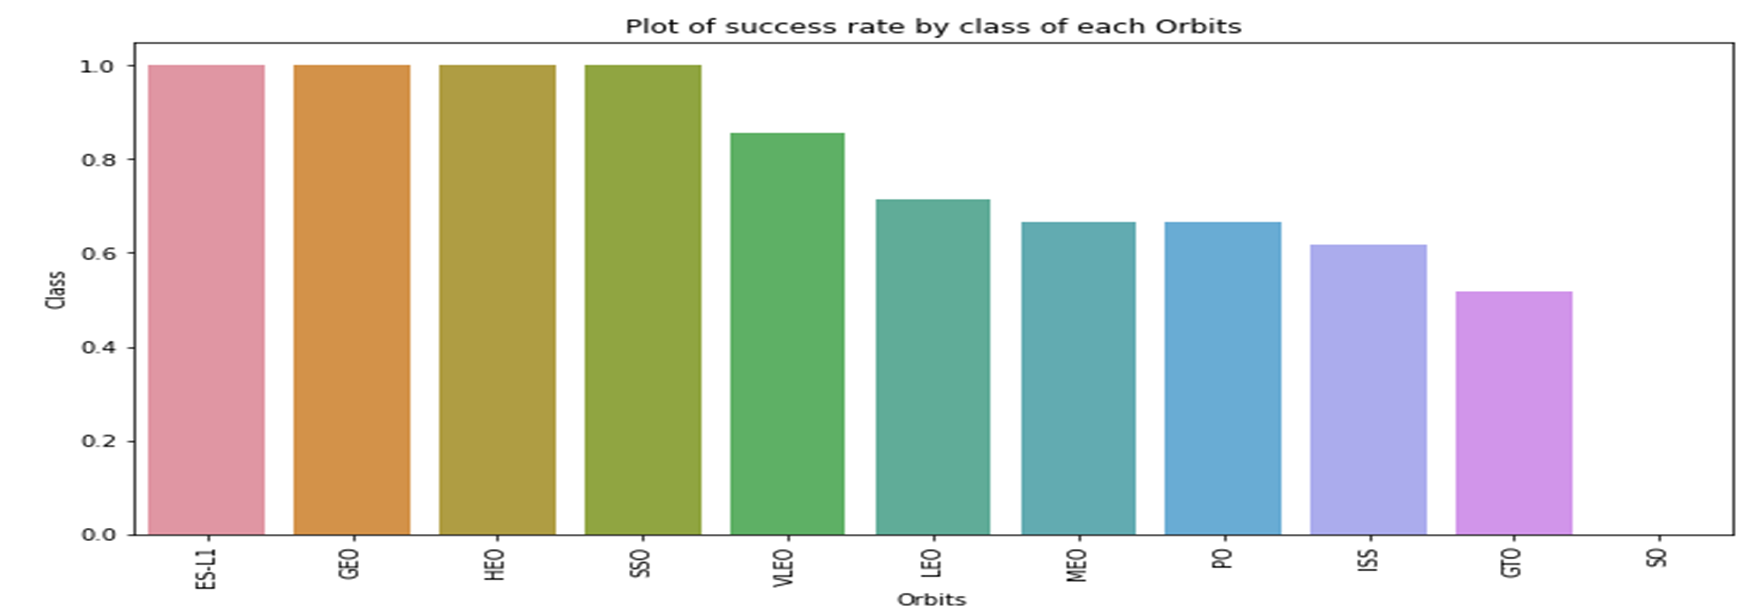 Plot of success rate by class of each Orbits
1.0
0.8
0.6
0.4
0.2
0.0
Class
ES-L1
GEO
HEO
SSO
VLEO
LEO
MEO
PO
ISS
GTO
SO
Orbits